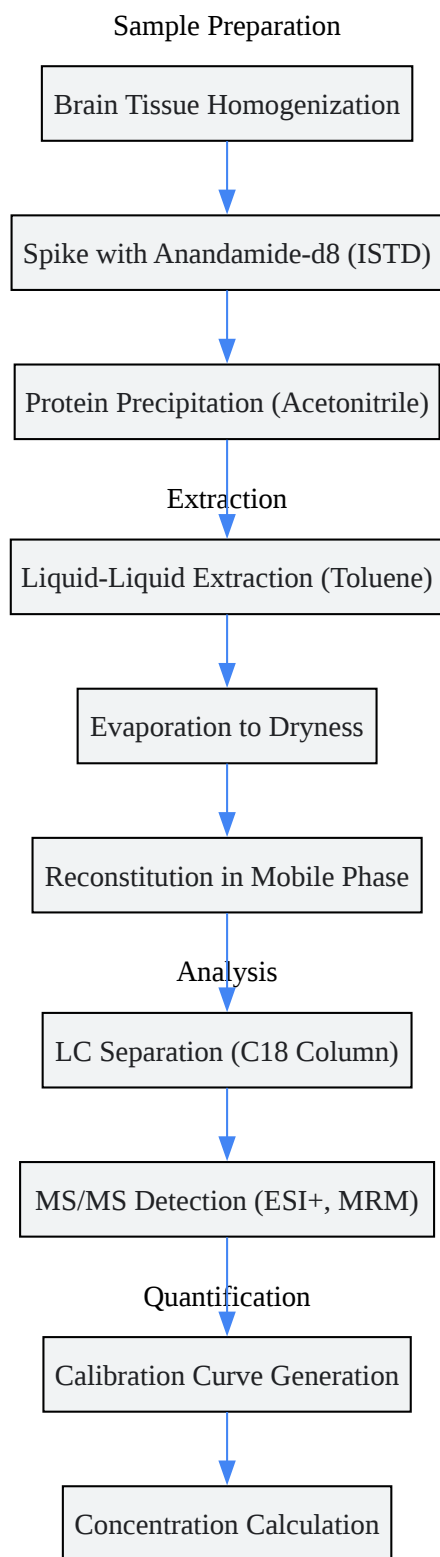 Sample Preparation
Brain Tissue Homogenization
Spike with Anandamide-d8 (ISTD)
Protein Precipitation (Acetonitrile)
Extraction
Liquid-Liquid Extraction (Toluene)
Evaporation to Dryness
Reconstitution in Mobile Phase
Analysis
LC Separation (C18 Column)
MS/MS Detection (ESI+, MRM)
Quantification
Calibration Curve Generation
Concentration Calculation